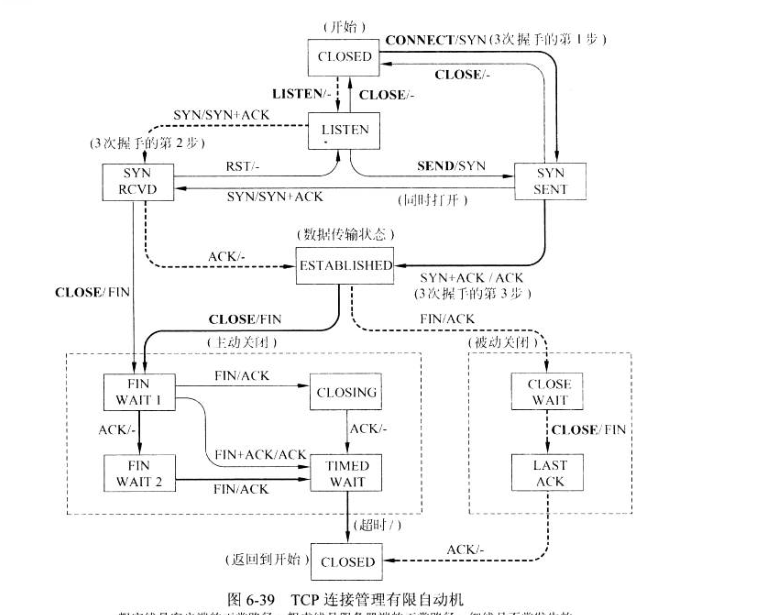 (开始)
CONNECT/SYN (3次握手的第1步)
CLOSED
CLOSE/-
LISTEN/-
CLOSE/-
SYN/SYN+ACK
LISTEN
(3次握手的第2步)
RST/-
SEND/SYN
SYN
RCVD
SYN
SENT
SYN/SYN+ACK
(同时打开)
(数据传输状态)
ACK/-
ESTABLISHED
SYN+ACK / ACK
(3次握手的第3步)
CLOSE/FIN
CLOSE/FIN
FIN/ACK
(主动关闭)
(被动关闭)
FIN
WAIT 1
FIN/ACK
CLOSING
CLOSE
WAIT
ACK/-
ACK/-
CLOSE/FIN
FIN+ACK/ACK
FIN
WAIT 2
FIN/ACK
TIMED
WAIT
LAST
ACK
(超时/)
(返回到开始)
CLOSED
ACK/-
图 6-39 TCP 连接管理有限自动机